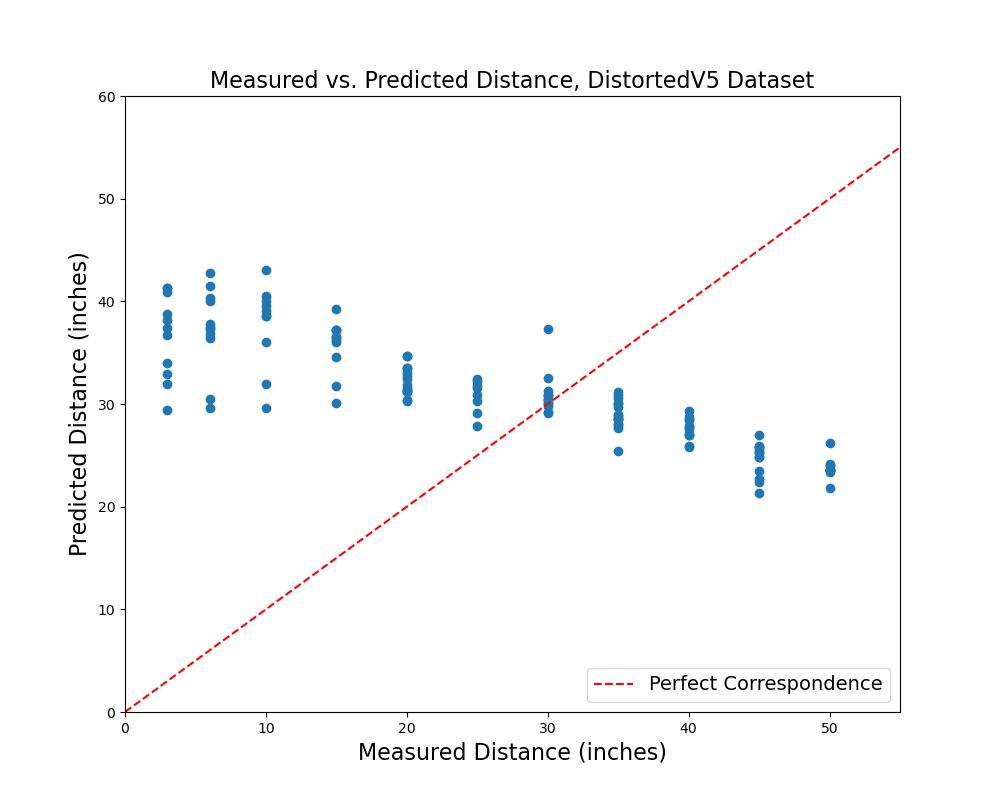 Measured vs. Predicted Distance, DistortedV5 Dataset
60
50
40
30
20
10
0
Predicted Distance (inches)
Perfect Correspondence
0 10 20 30 40 50
Measured Distance (inches)